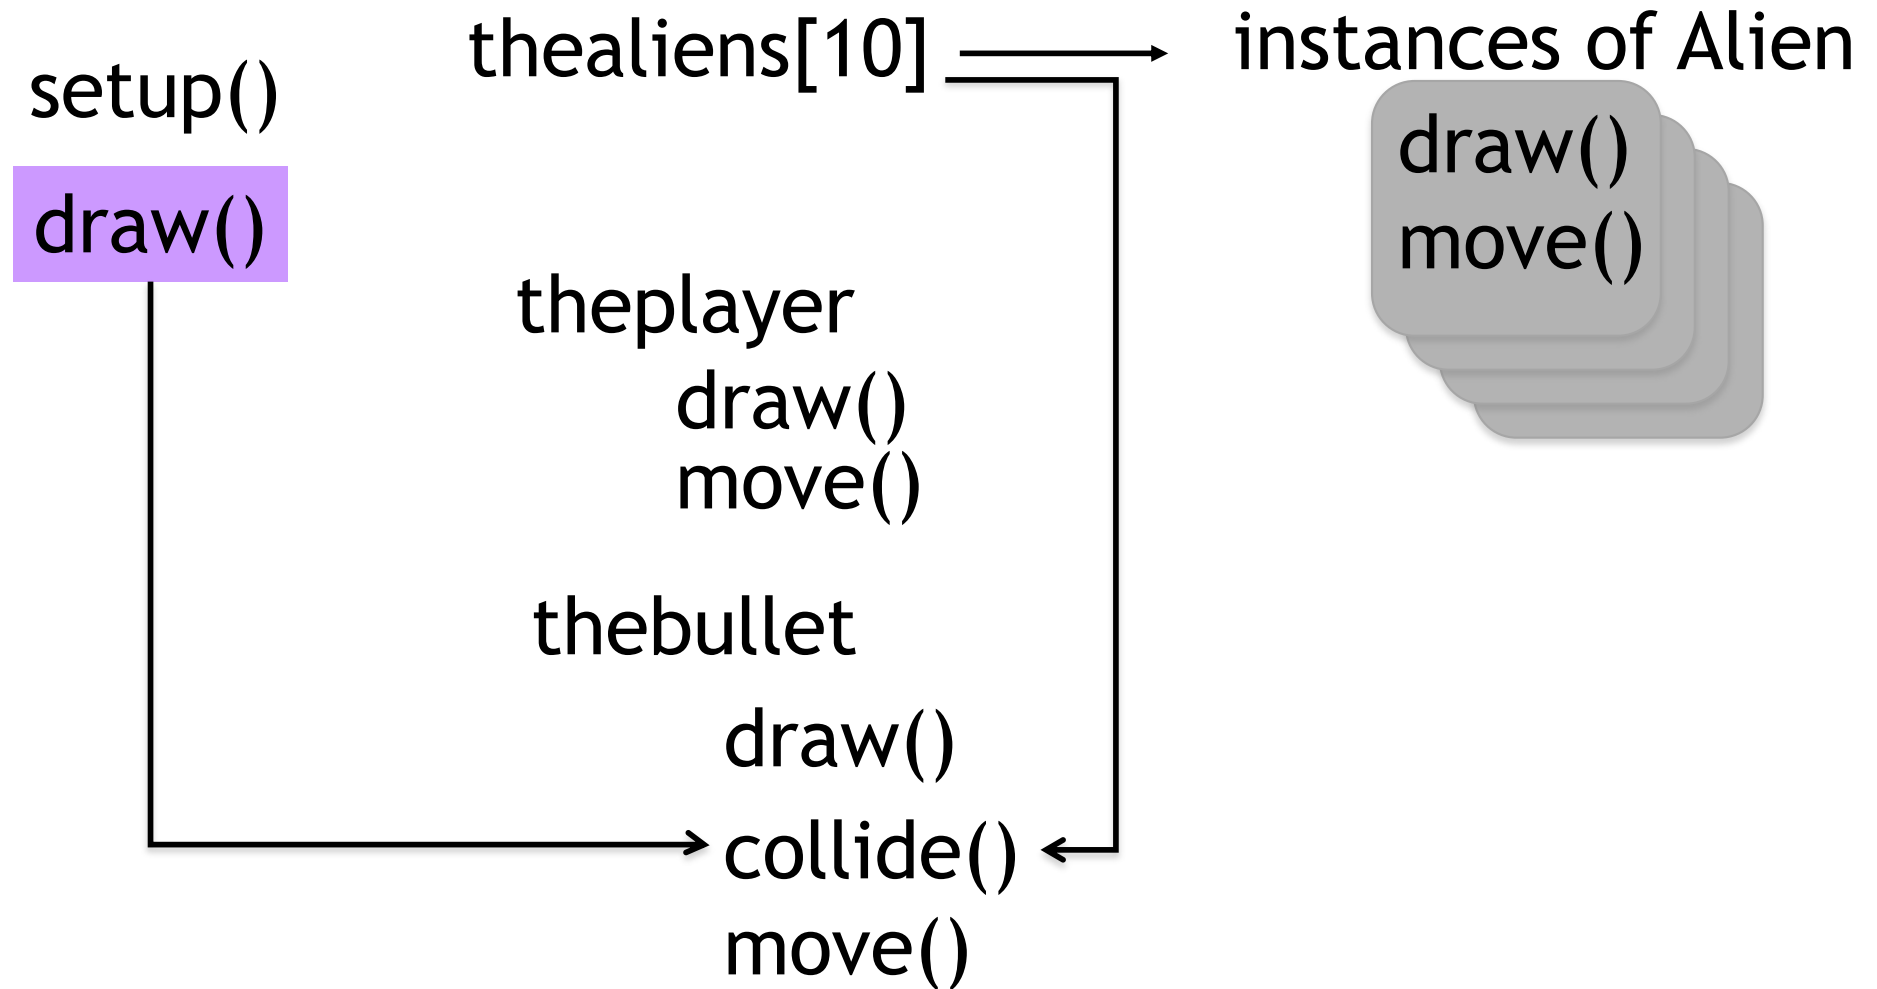 setup()
draw()
thealiens[10]
instances of Alien
draw()
move()
theplayer
draw()
move()
thebullet
draw()
collide()
move()